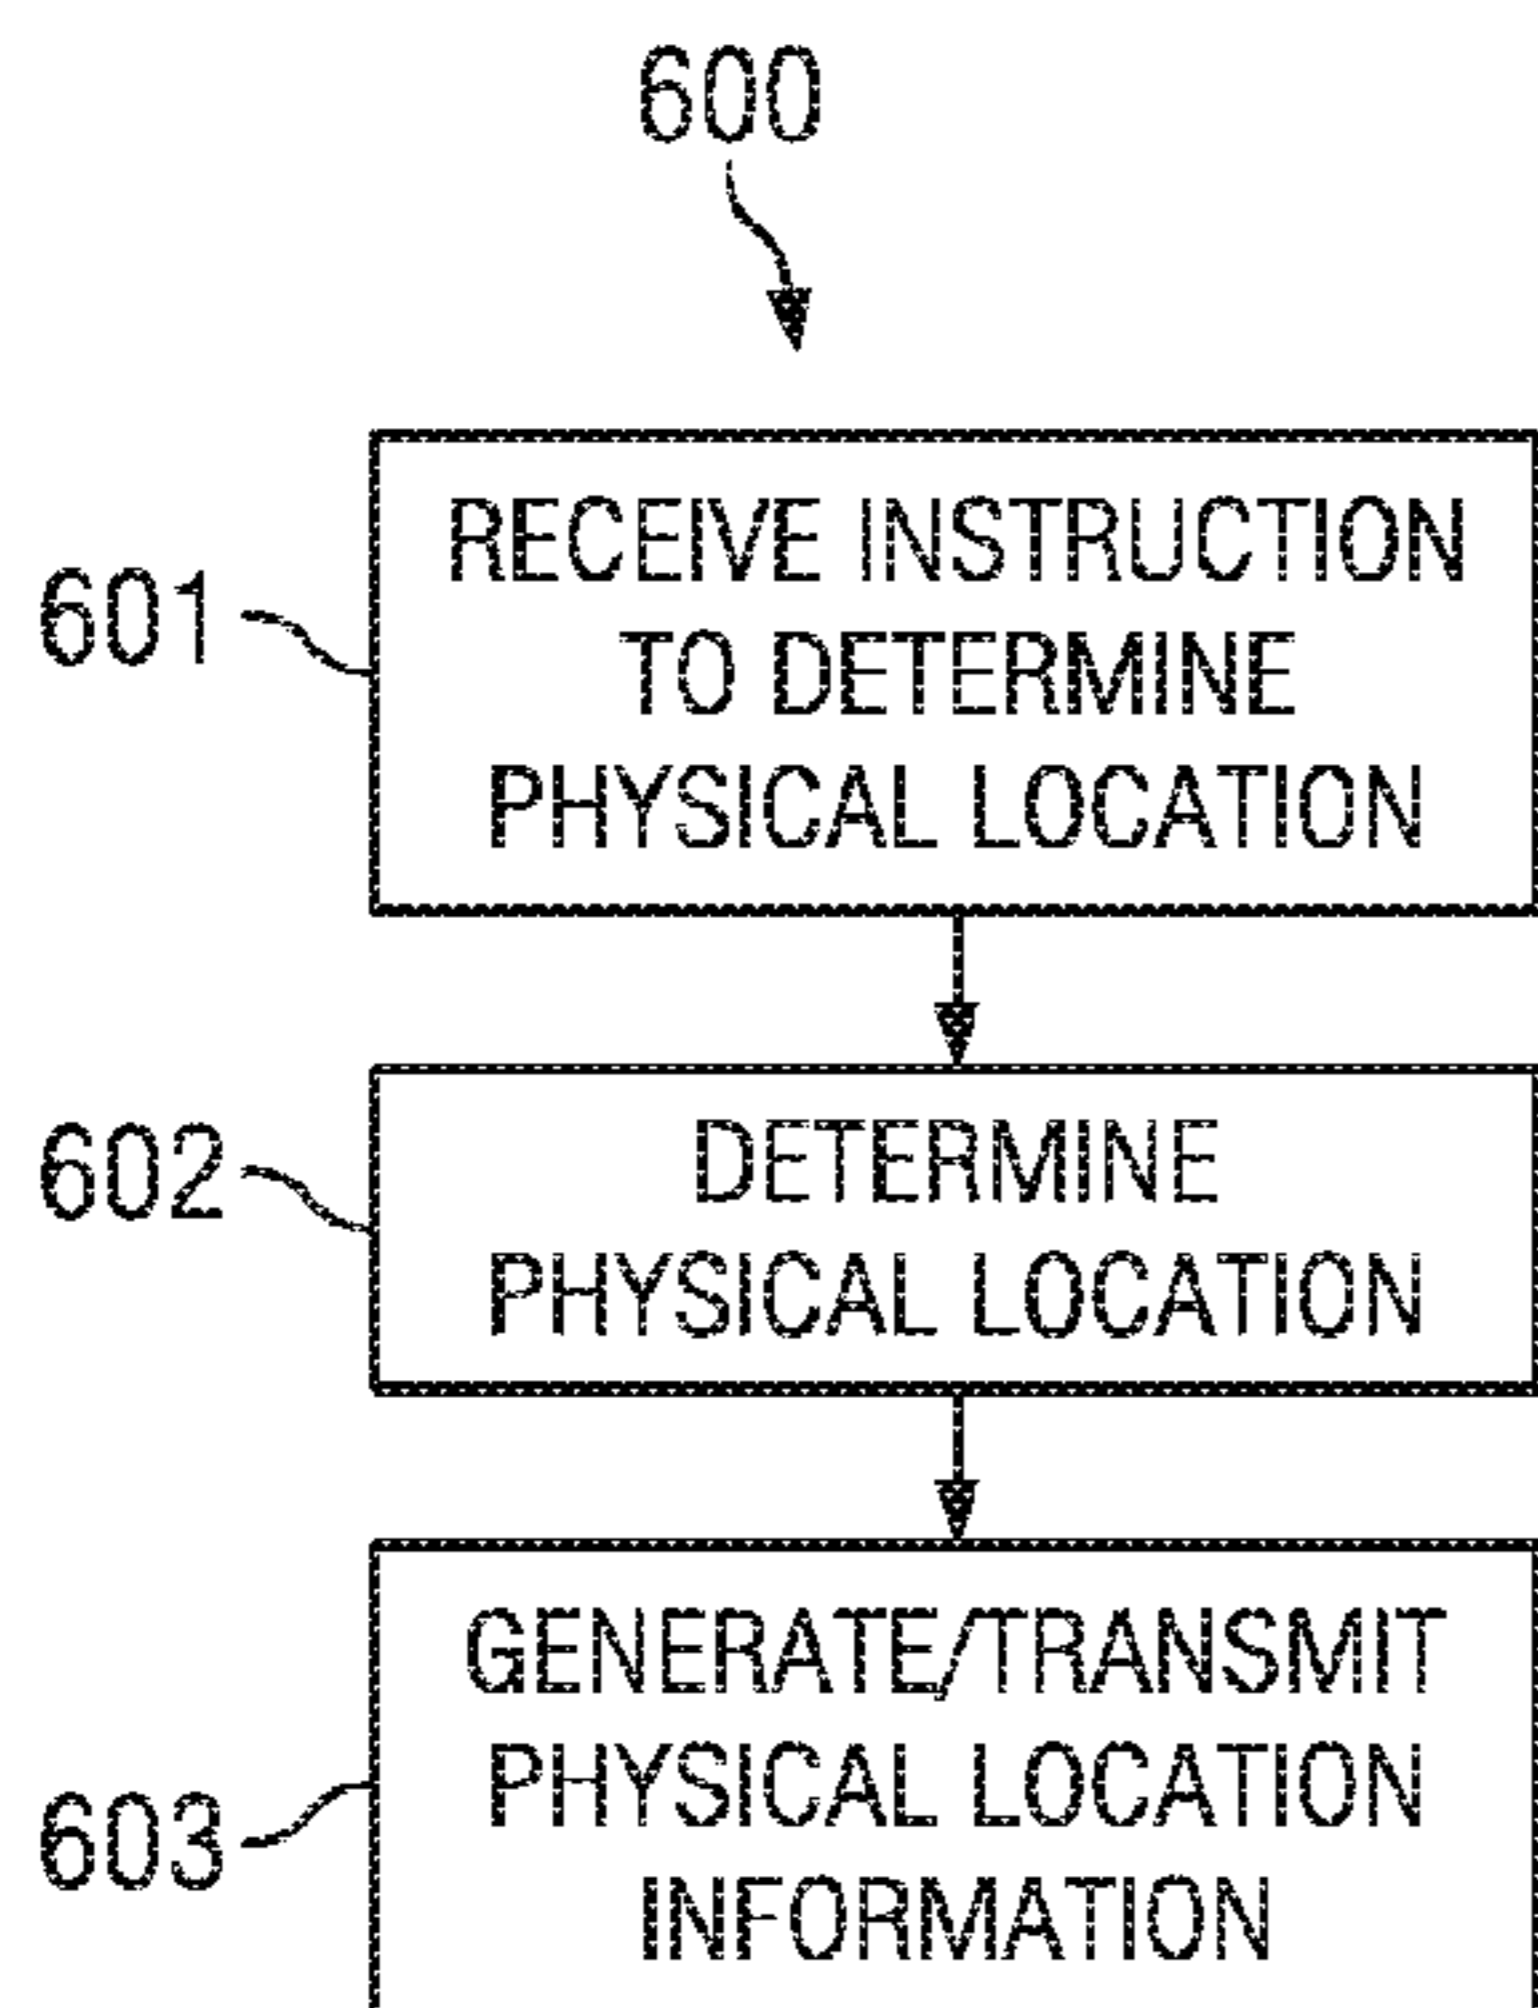 600
601
RECEIVE INSTRUCTION
TO DETERMINE
PHYSICAL LOCATION
602
DETERMINE
PHYSICAL LOCATION
603
GENERATE/TRANSMIT
PHYSICAL LOCATION
INFORMATION